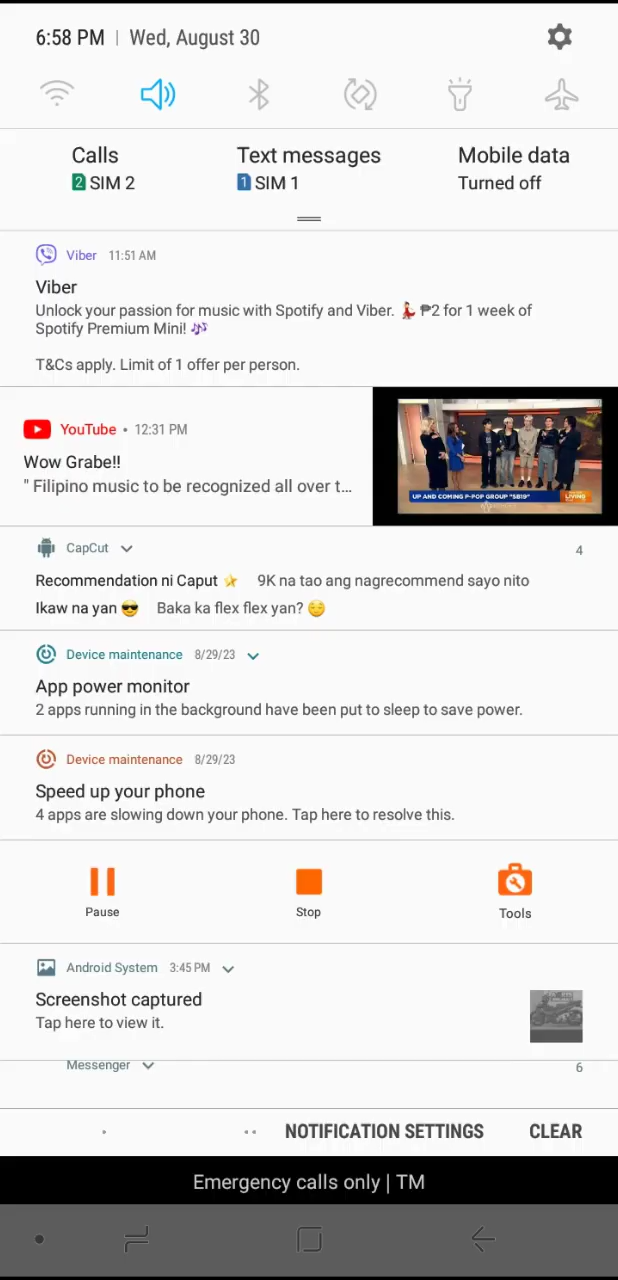 6:58 PM | Wed, August 30
Calls
2 SIM 2
Text messages
1 SIM 1
Mobile data
Turned off
Viber 11:51 AM
Viber
Unlock your passion for music with Spotify and Viber. 💃 ₱2 for 1 week of
Spotify Premium Mini! 🎶
T&Cs apply. Limit of 1 offer per person.
YouTube • 12:31 PM
Wow Grabe!!
" Filipino music to be recognized all over t...
UP AND COMING P-POP GROUP "SB19"
LIVING
CapCut 4
Recommendation ni Caput ⭐ 9K na tao ang nagrecommend sayo nito
Ikaw na yan 😎 Baka ka flex flex yan? 😏
Device maintenance 8/29/23
App power monitor
2 apps running in the background have been put to sleep to save power.
Device maintenance 8/29/23
Speed up your phone
4 apps are slowing down your phone. Tap here to resolve this.
Pause
Stop
Tools
Android System 3:45 PM
Screenshot captured
Tap here to view it.
Messenger 6
NOTIFICATION SETTINGS CLEAR
Emergency calls only | TM